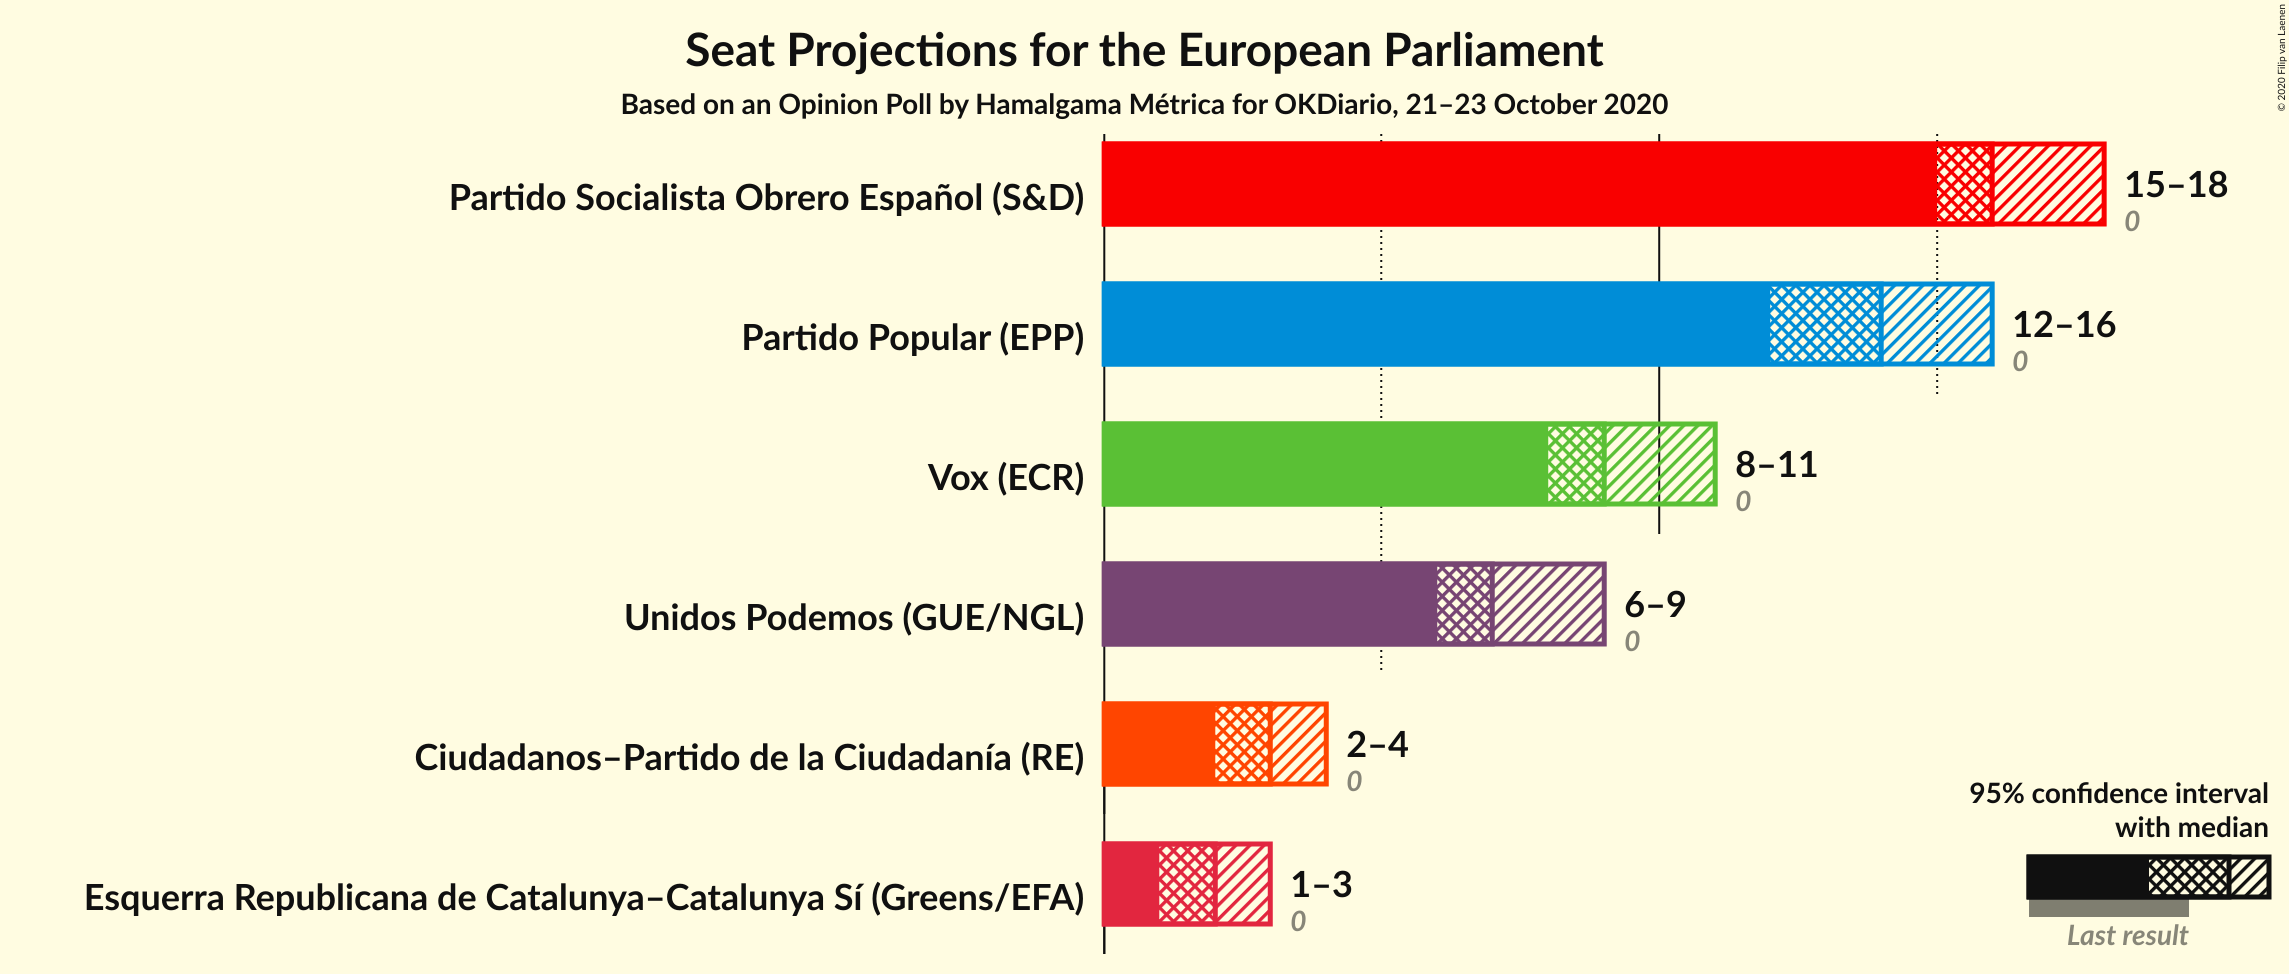 Seat Projections for the European Parliament
Based on an Opinion Poll by Hamalgama Métrica for OKDiario, 21–23 October 2020
© 2020 Filip van Laenen
Partido Socialista Obrero Español (S&D)
15–18
0
Partido Popular (EPP)
12–16
0
Vox (ECR)
8–11
0
Unidos Podemos (GUE/NGL)
6–9
0
Ciudadanos–Partido de la Ciudadanía (RE)
2–4
0
Esquerra Republicana de Catalunya–Catalunya Sí (Greens/EFA)
1–3
0
95% confidence interval
with median
Last result